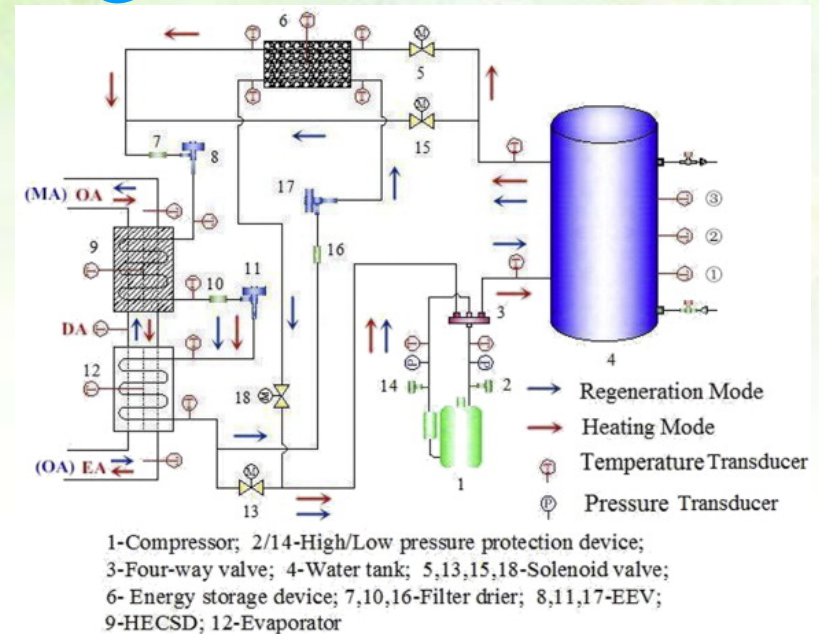 6
M
5
M
15
7
8
17
(MA) OA
16
9
10
11
3
③
②
①
DA
12
18
14
2
4
(OA) EA
13
1
Regeneration Mode
Heating Mode
Temperature Transducer
Pressure Transducer
1-Compressor; 2/14-High/Low pressure protection device;
3-Four-way valve; 4-Water tank; 5,13,15,18-Solenoid valve;
6- Energy storage device; 7,10,16-Filter drier; 8,11,17-EEV;
9-HECSD; 12-Evaporator